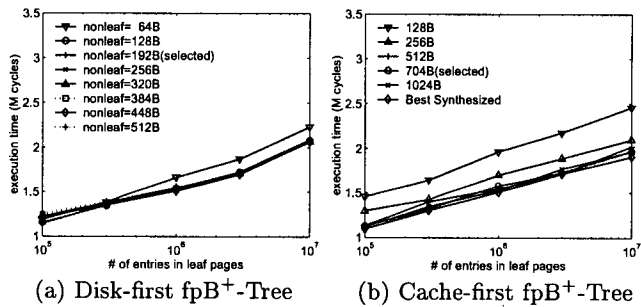 3.5
3
2.5
2
1.5
1
execution time (M cycles)
nonleaf= 64B
nonleaf=128B
nonleaf=192B(selected)
nonleaf=256B
nonleaf=320B
nonleaf=384B
nonleaf=448B
nonleaf=512B
10^5
10^6
10^7
# of entries in leaf pages
(a) Disk-first fpB+-Tree
3.5
3
2.5
2
1.5
1
execution time (M cycles)
128B
256B
512B
704B(selected)
1024B
Best Synthesized
10^5
10^6
10^7
# of entries in leaf pages
(b) Cache-first fpB+-Tree